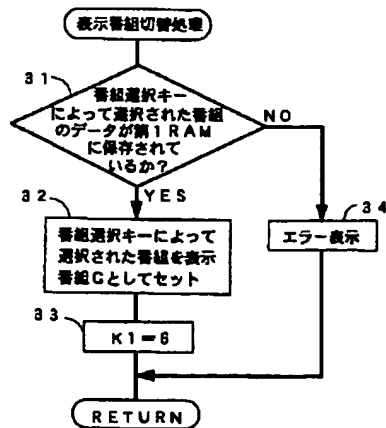 表示番組切替処理
31
番組選択キー
によって選択された番組
のデータが第1RAM
に保存されて
いるか?
NO
YES
32
34
番組選択キーによって
選択された番組を表示
番組Cとしてセット
エラー表示
33
K1=6
RETURN